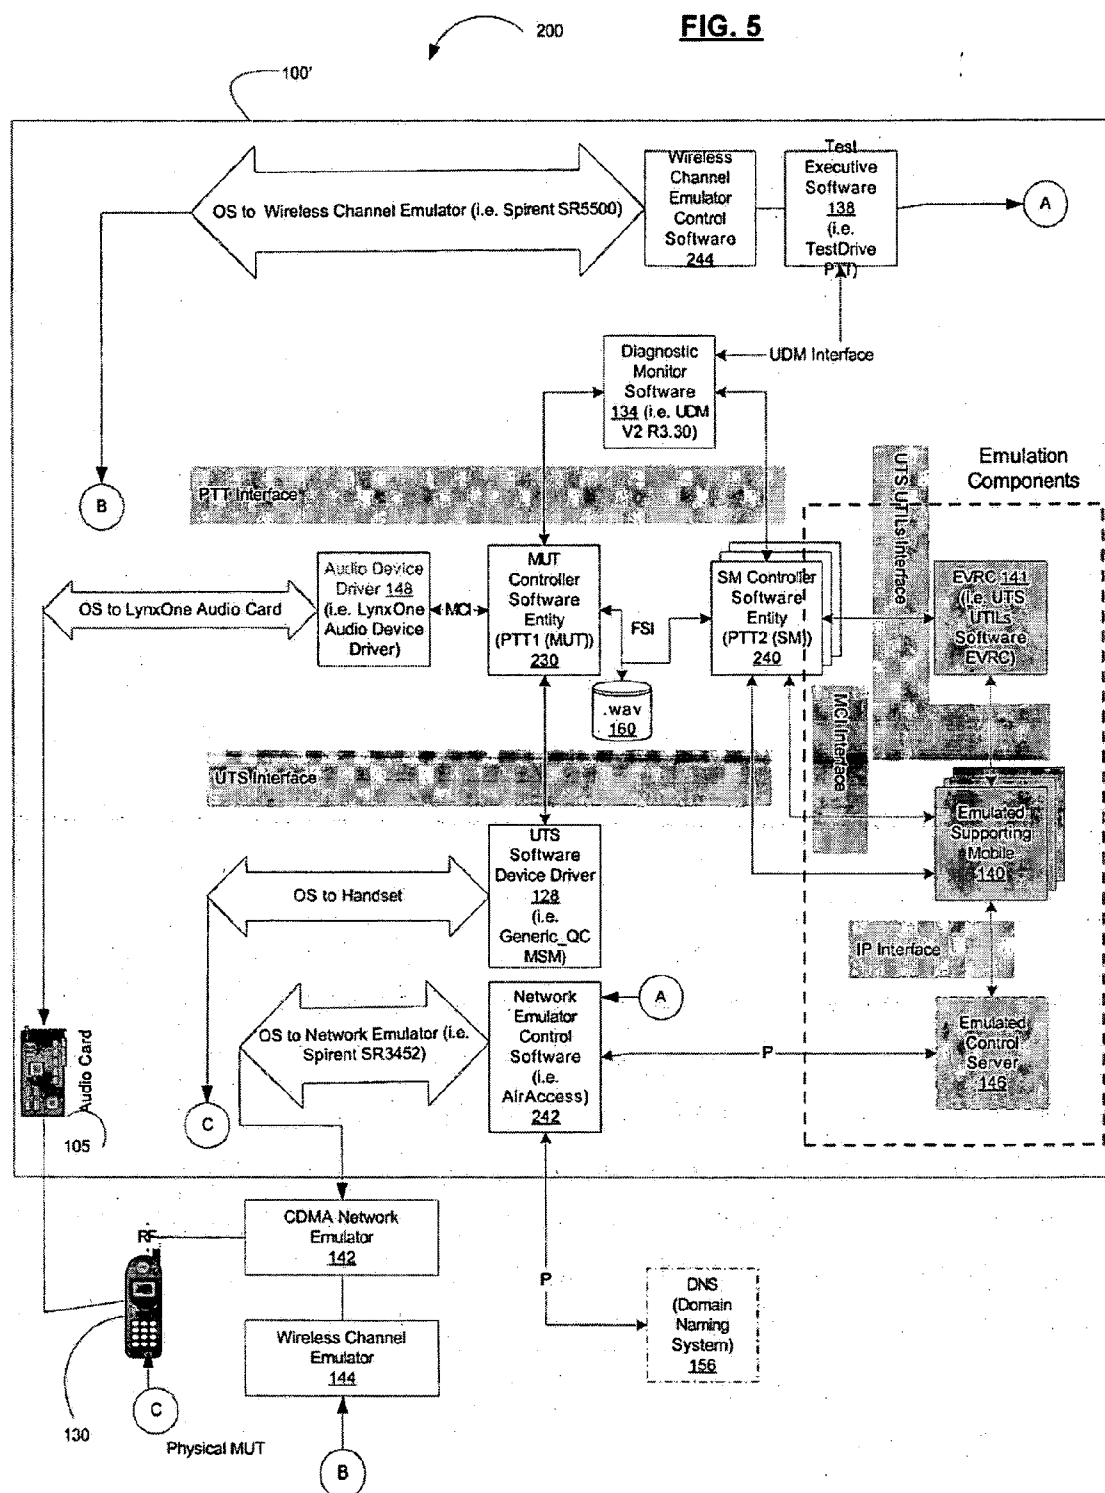 FIG. 5
200
100'
OS to Wireless Channel Emulator (i.e. Spirent SR5500)
Wireless
Channel
Emulator
Control
Software
244
Test
Executive
Software
138
(i.e.
TestDrive
PTT)
A
B
Diagnostic
Monitor
Software
134 (i.e. UDM
V2 R3.30)
UDM Interface
PTT Interface
UTS UTILs Interface
Emulation
Components
OS to LynxOne Audio Card
Audio Device
Driver 148
(i.e. LynxOne
Audio Device
Driver)
MCI
MUT
Controller
Software
Entity
(PTT1 (MUT))
230
FSI
.wav
160
SM Controller
Software
Entity
(PTT2 (SM))
240
EVRC 141
(i.e. UTS
UTILs
Software
EVRC)
MCI Interface
UTS Interface
Emulated
Supporting
Mobile
140
OS to Handset
UTS
Software
Device Driver
128
(i.e.
Generic_QC
MSM)
IP Interface
OS to Network Emulator (i.e.
Spirent SR3452)
Network
Emulator
Control
Software
(i.e.
AirAccess)
242
A
P
Emulated
Control
Server
146
Audio Card
105
C
CDMA Network
Emulator
142
RF
Wireless Channel
Emulator
144
P
DNS
(Domain
Naming
System)
156
130
C
Physical MUT
B